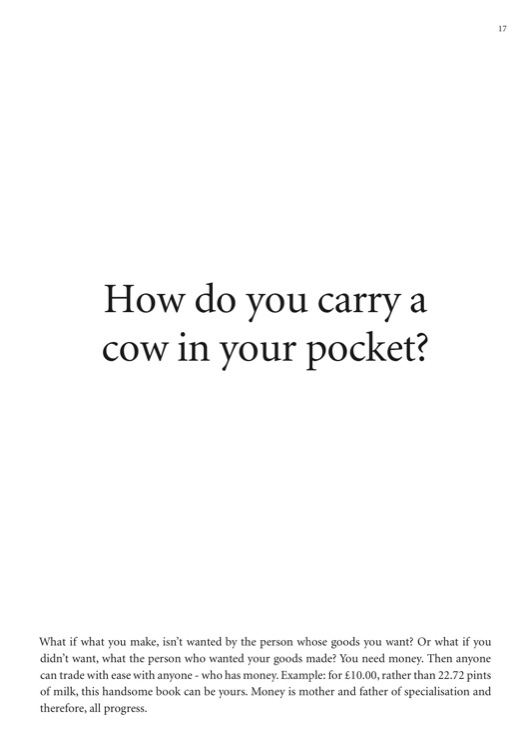 17
How do you carry a
cow in your pocket?
What if what you make, isn’t wanted by the person whose goods you want? Or what if you
didn’t want, what the person who wanted your goods made? You need money. Then anyone
can trade with ease with anyone - who has money. Example: for £10.00, rather than 22.72 pints
of milk, this handsome book can be yours. Money is mother and father of specialisation and
therefore, all progress.